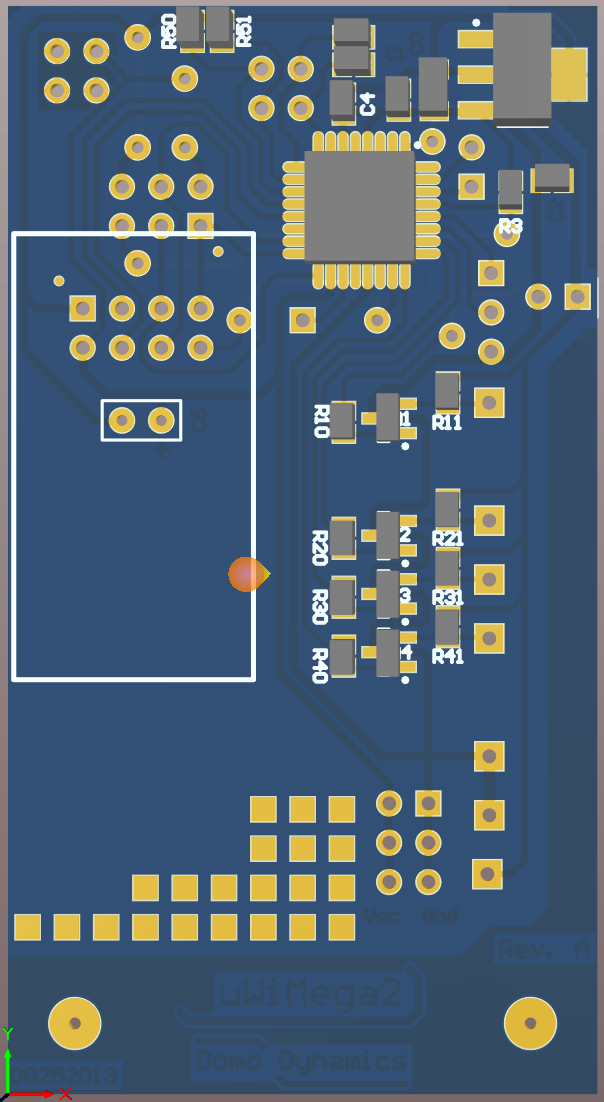 R50
R51
C4
R3
R10
1
R11
R20
2
R21
R30
3
R31
R40
4
R41
Vcc Gnd
Rev. A
uWiMega2
Domo Dynamics
08252013
Y
X